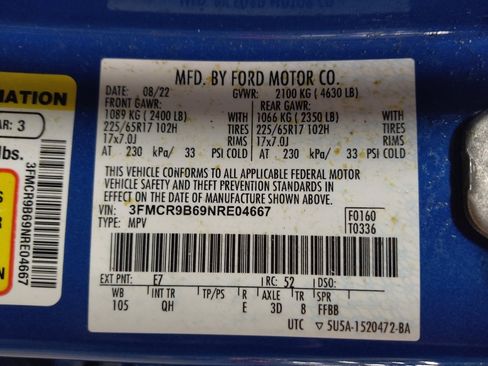 MFD. BY FORD MOTOR CO.
DATE: 08/22 GVWR: 2100 KG ( 4630 LB)
FRONT GAWR: REAR GAWR:
1089 KG ( 2400 LB) WITH 1066 KG ( 2350 LB) WITH
225/65R17 102H TIRES 225/65R17 102H TIRES
17x7.0J RIMS 17x7.0J RIMS
AT 230 kPa/ 33 PSI COLD AT 230 kPa/ 33 PSI COLD
THIS VEHICLE CONFORMS TO ALL APPLICABLE FEDERAL MOTOR
VEHICLE SAFETY AND THEFT PREVENTION STANDARDS IN
EFFECT ON THE DATE OF MANUFACTURE SHOWN ABOVE.
VIN: 3FMCR9B69NRE04667 F0160
TYPE: MPV T0336
EXT PNT: E7 RC: 52 DSO:
WB INT TR TP/PS R AXLE TR SPR
105 QH E 3D 8 FFBB
UTC ▽ 5U5A-1520472-BA
MATION
AR: 3
lbs.
3FMCR9B69NRE04667